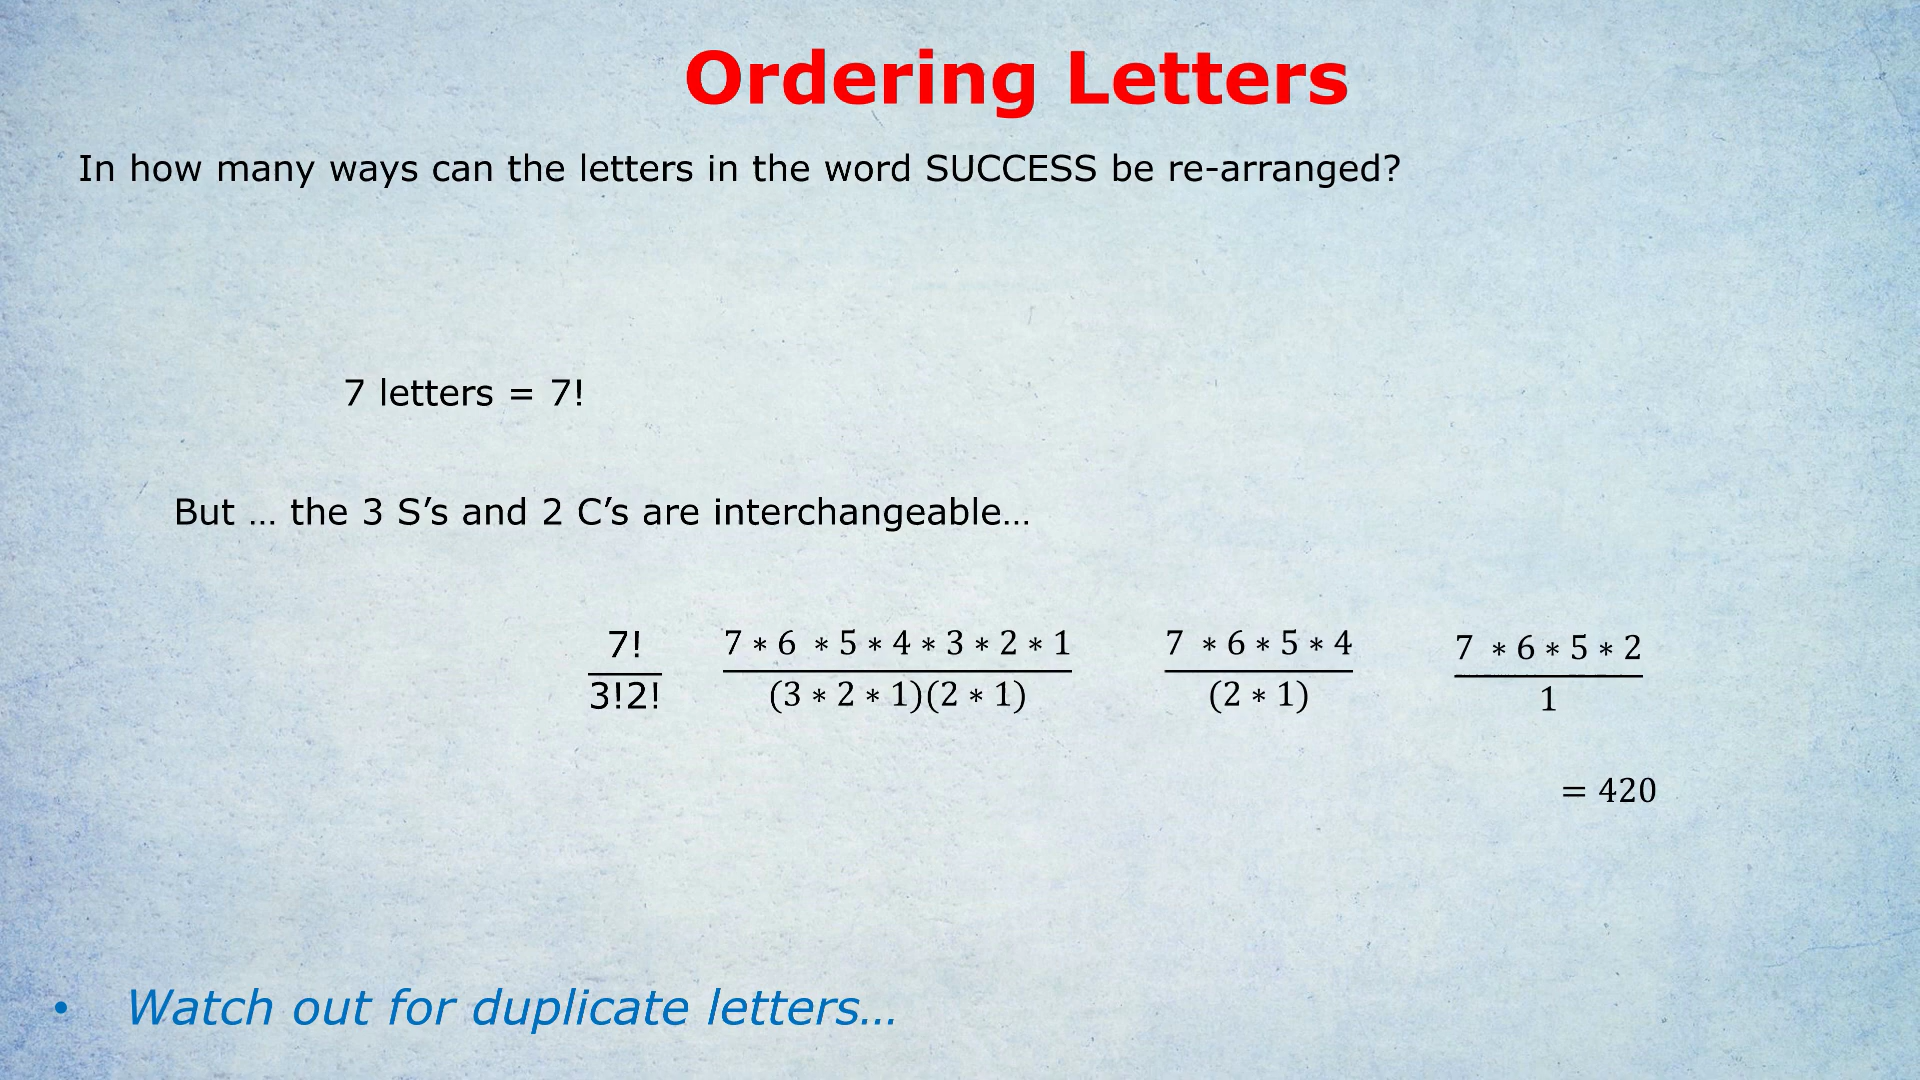 Ordering Letters
In how many ways can the letters in the word SUCCESS be re-arranged?
7 letters = 7!
But … the 3 S’s and 2 C’s are interchangeable…
7! 7 ∗ 6 ∗ 5 ∗ 4 ∗ 3 ∗ 2 ∗ 1 7 ∗ 6 ∗ 5 ∗ 4 7 ∗ 6 ∗ 5 ∗ 2
3!2! (3 ∗ 2 ∗ 1)(2 ∗ 1) (2 ∗ 1) 1
= 420
• Watch out for duplicate letters…